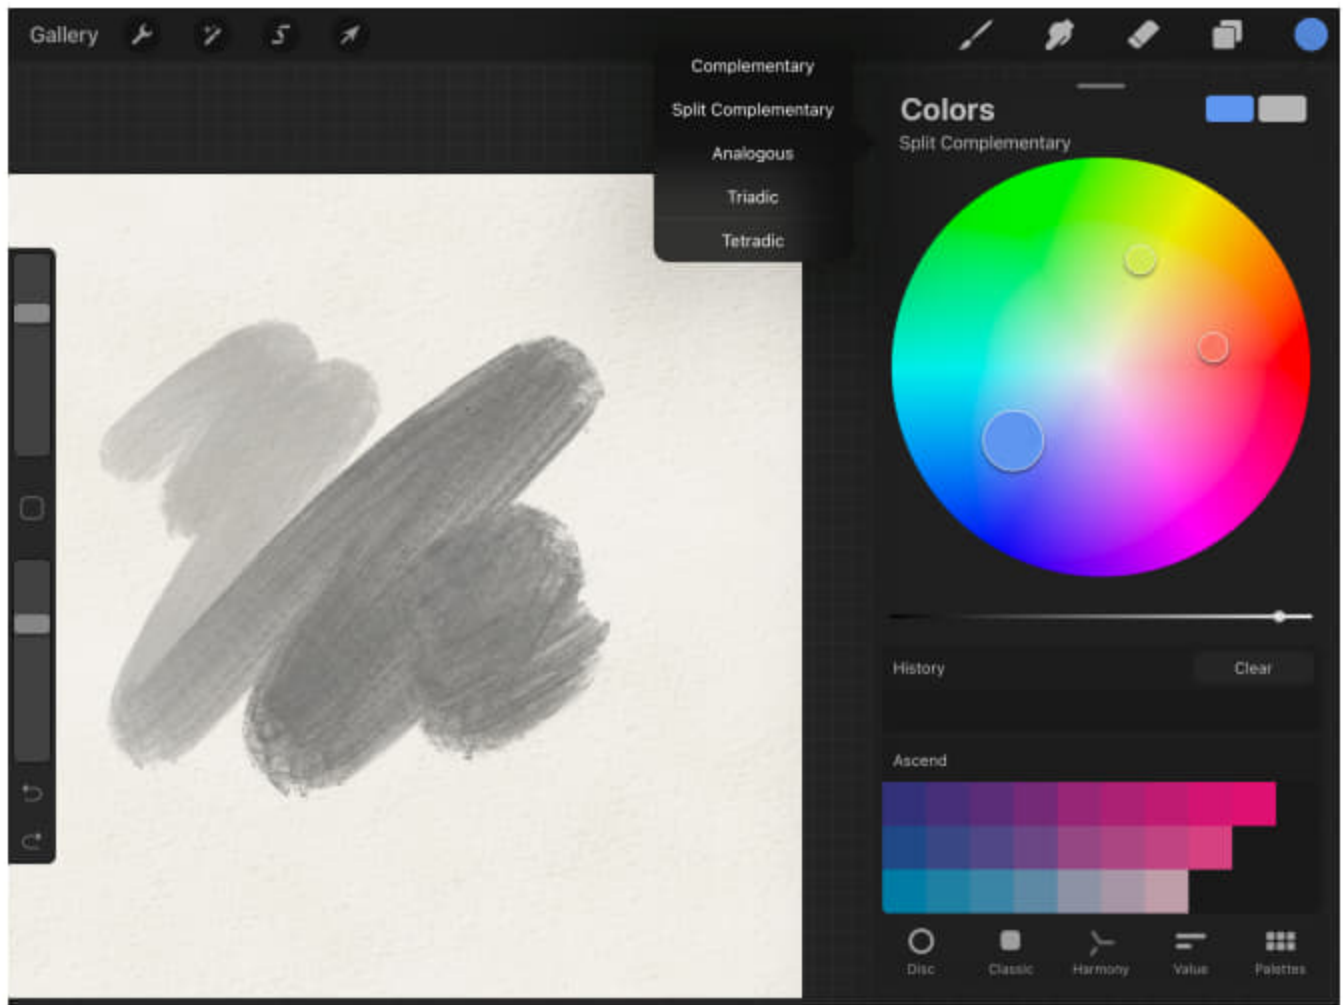 Gallery
Complementary
Split Complementary
Analogous
Triadic
Tetradic
Colors
Split Complementary
History
Clear
Ascend
Disc
Classic
Harmony
Value
Palettes